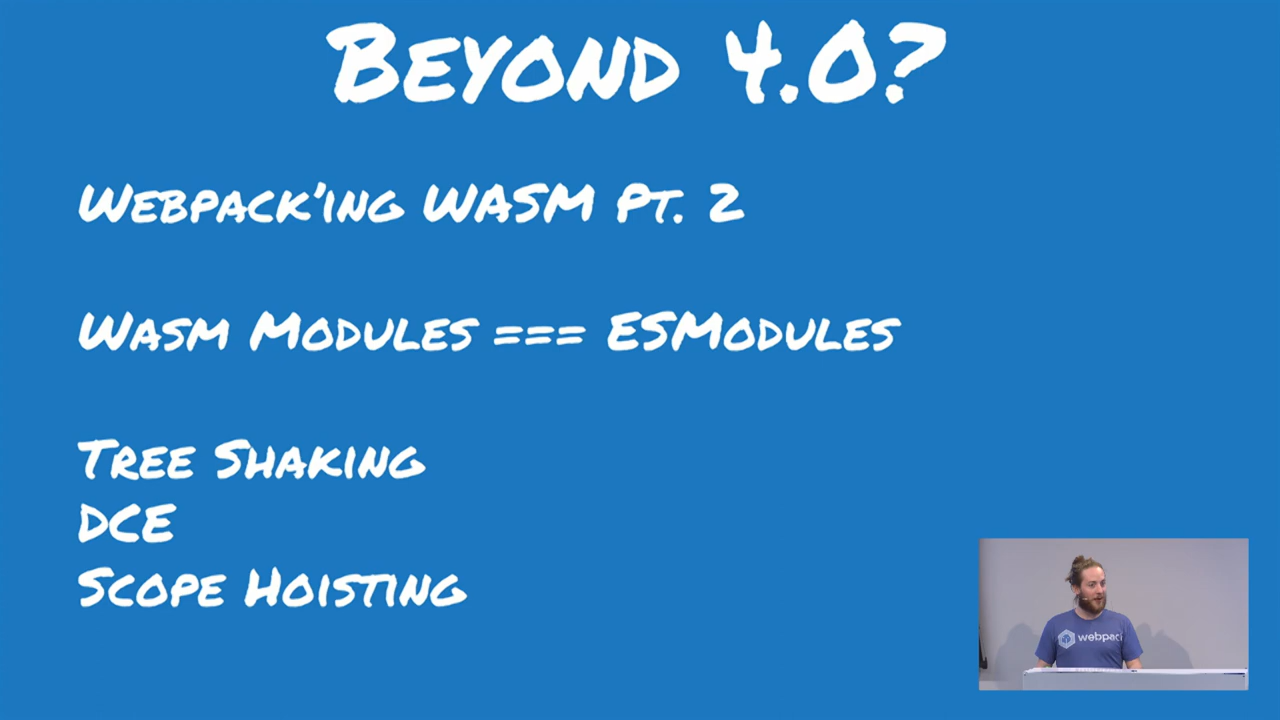 Beyond 4.0?
Webpack'ing WASM Pt. 2
Wasm Modules === ESModules
Tree Shaking
DCE
Scope Hoisting
webpack